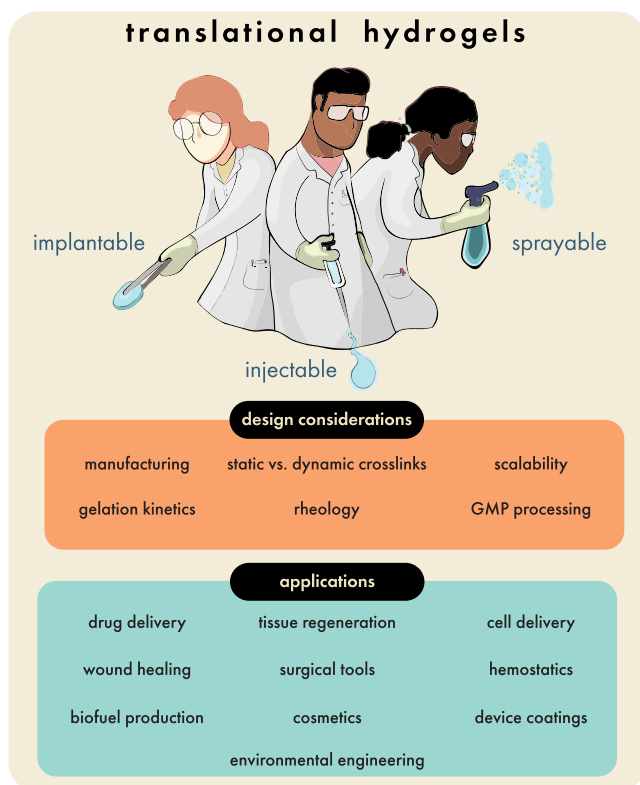 translational hydrogels
implantable
sprayable
injectable
design considerations
manufacturing static vs. dynamic crosslinks scalability
gelation kinetics rheology GMP processing
applications
drug delivery tissue regeneration cell delivery
wound healing surgical tools hemostatics
biofuel production cosmetics device coatings
environmental engineering